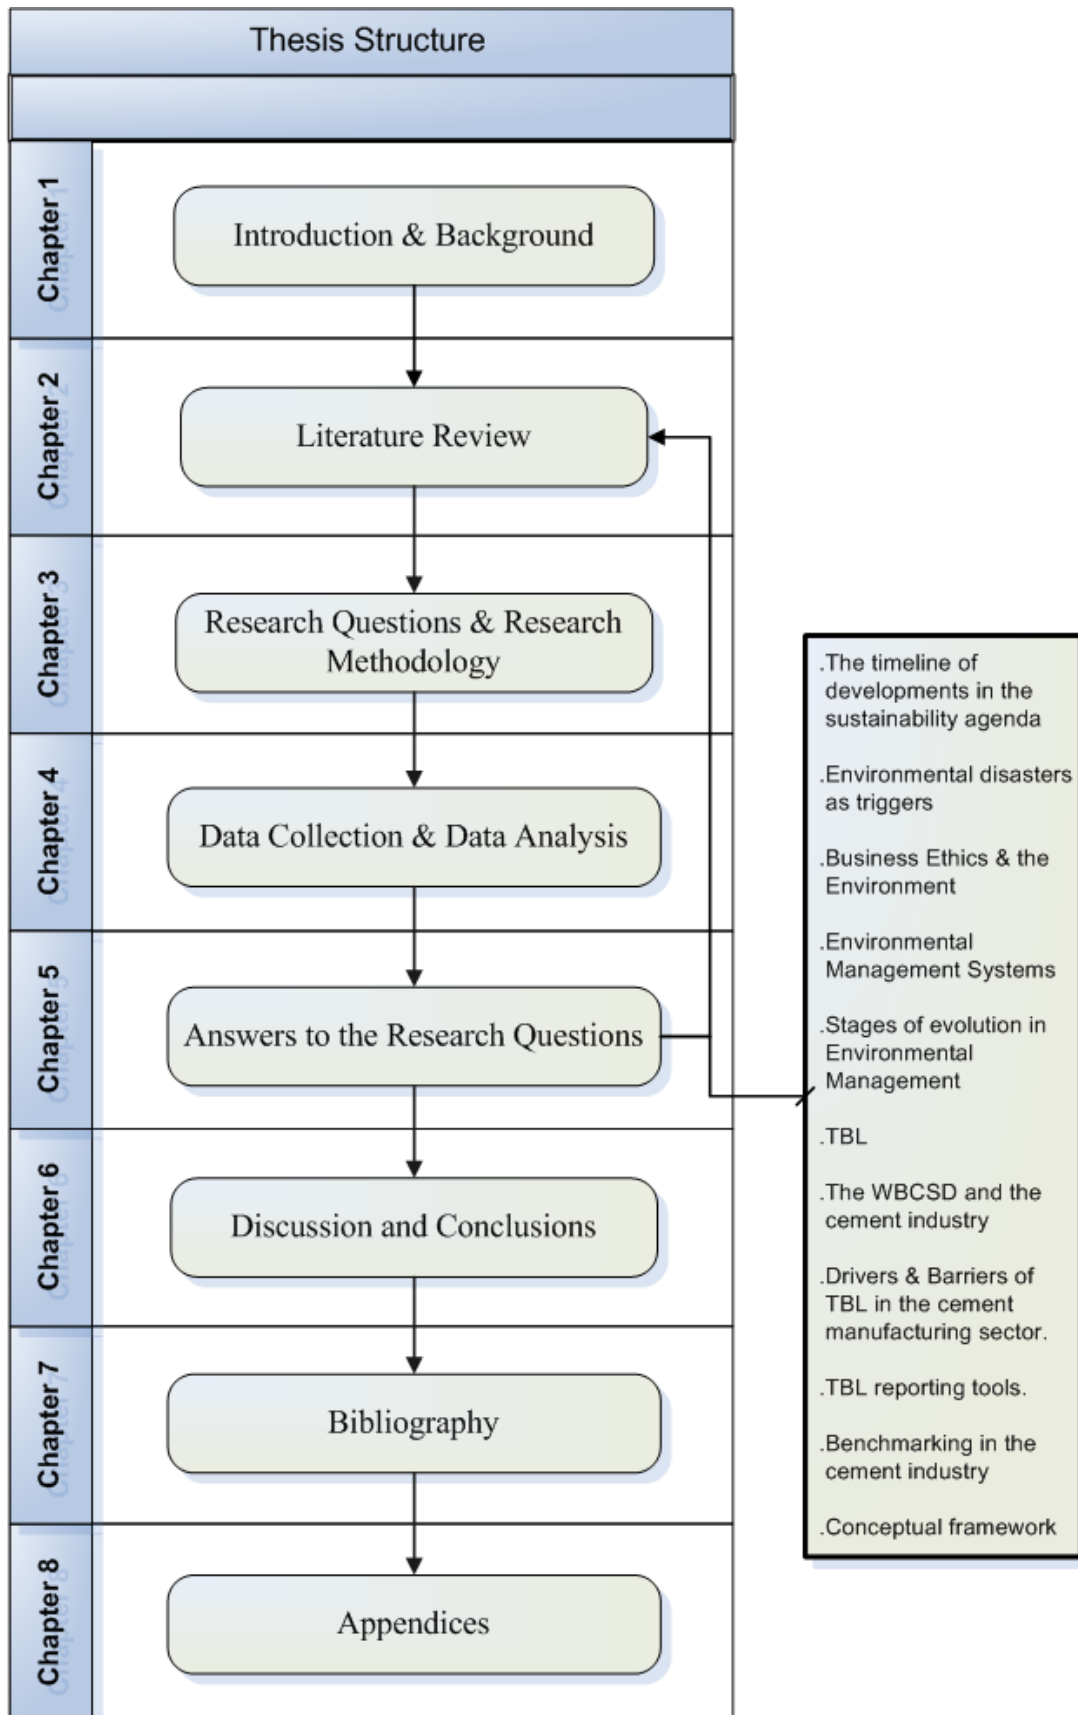 Thesis Structure
Chapter 1
Introduction & Background
Chapter 2
Literature Review
Chapter 3
Research Questions & Research
Methodology
Chapter 4
Data Collection & Data Analysis
Chapter 5
Answers to the Research Questions
Chapter 6
Discussion and Conclusions
Chapter 7
Bibliography
Chapter 8
Appendices
.The timeline of
developments in the
sustainability agenda
.Environmental disasters
as triggers
.Business Ethics & the
Environment
.Environmental
Management Systems
.Stages of evolution in
Environmental
Management
.TBL
.The WBCSD and the
cement industry
.Drivers & Barriers of
TBL in the cement
manufacturing sector.
.TBL reporting tools.
.Benchmarking in the
cement industry
.Conceptual framework